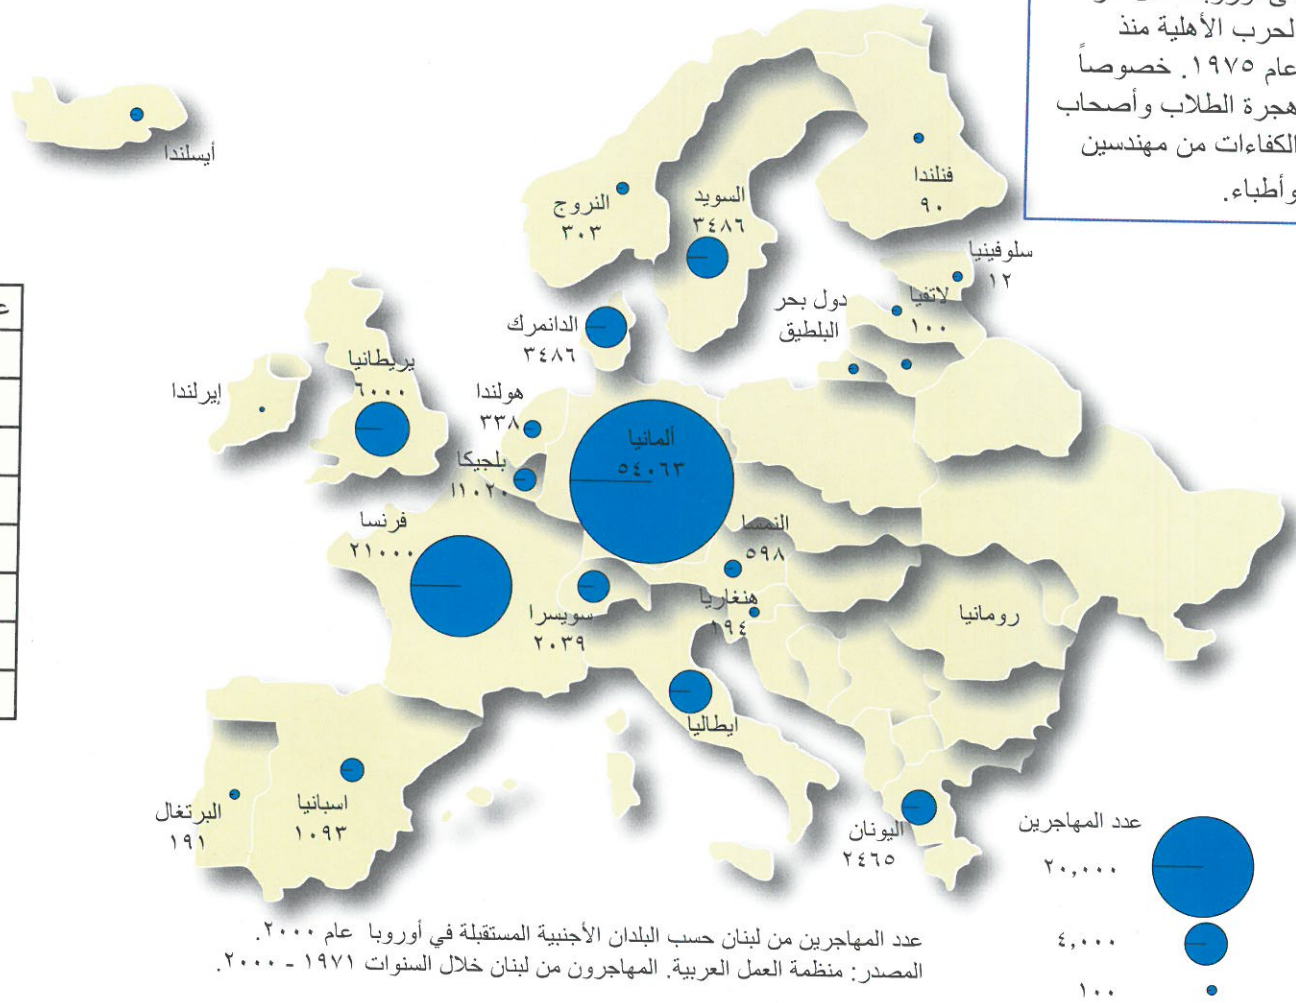 لحرب الأهلية منذ
عام ١٩٧٥. خصوصاً
هجرة الطلاب وأصحاب
الكفاءات من مهندسين
وأطباء.
أيسلندا
فنلندا
٩٠
النروج
٣٠٣
السويد
٣٤٨٦
سلوفينيا
١٢
لاتفيا
١٠٠
دول بحر
البلطيق
الدانمرك
٣٤٨٦
بريطانيا
٦٠٠٠
إيرلندا
هولندا
٣٣٨
ألمانيا
٥٤٠٦٣
بلجيكا
١١٠٢٠
فرنسا
٢١٠٠٠
النمسا
٥٩٨
سويسرا
٢٠٣٩
هنغاريا
١٩٤
رومانيا
ايطاليا
البرتغال
١٩١
اسبانيا
١٠٩٣
اليونان
٢٤٦٥
عدد المهاجرين
٢٠,٠٠٠
٤,٠٠٠
١٠٠
عدد المهاجرين من لبنان حسب البلدان الأجنبية المستقبلة في أوروبا عام ٢٠٠٠.
المصدر: منظمة العمل العربية. المهاجرون من لبنان خلال السنوات ١٩٧١ - ٢٠٠٠.